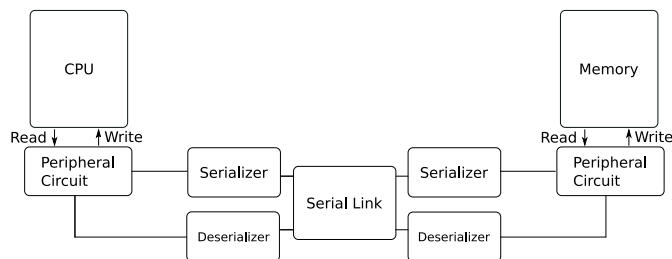 CPU
Memory
Read
Write
Read
Write
Peripheral
Circuit
Serializer
Serial Link
Serializer
Peripheral
Circuit
Deserializer
Deserializer